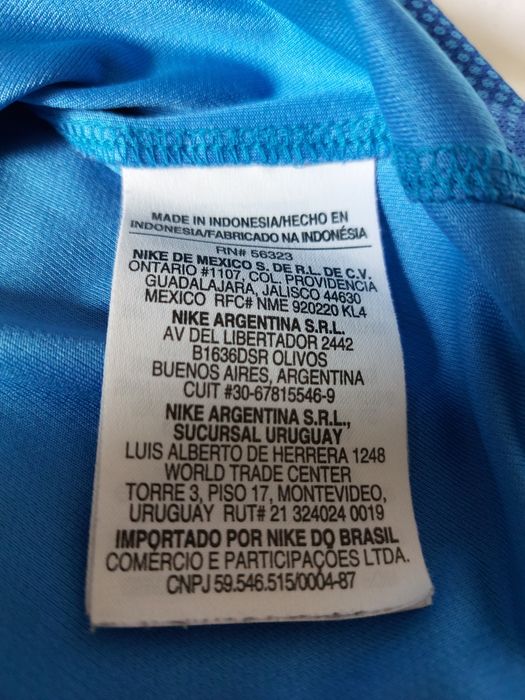 MADE IN INDONESIA/HECHO EN
INDONESIA/FABRICADO NA INDONÉSIA
RN# 56323
NIKE DE MEXICO S. DE R.L. DE C.V.
ONTARIO #1107, COL. PROVIDENCIA
GUADALAJARA, JALISCO 44630
MEXICO RFC# NME 920220 KL4
NIKE ARGENTINA S.R.L.
AV DEL LIBERTADOR 2442
B1636DSR OLIVOS
BUENOS AIRES, ARGENTINA
CUIT #30-67815546-9
NIKE ARGENTINA S.R.L.,
SUCURSAL URUGUAY
LUIS ALBERTO DE HERRERA 1248
WORLD TRADE CENTER
TORRE 3, PISO 17, MONTEVIDEO,
URUGUAY RUT# 21 324024 0019
IMPORTADO POR NIKE DO BRASIL
COMÉRCIO E PARTICIPAÇÕES LTDA.
CNPJ 59.546.515/0004-87